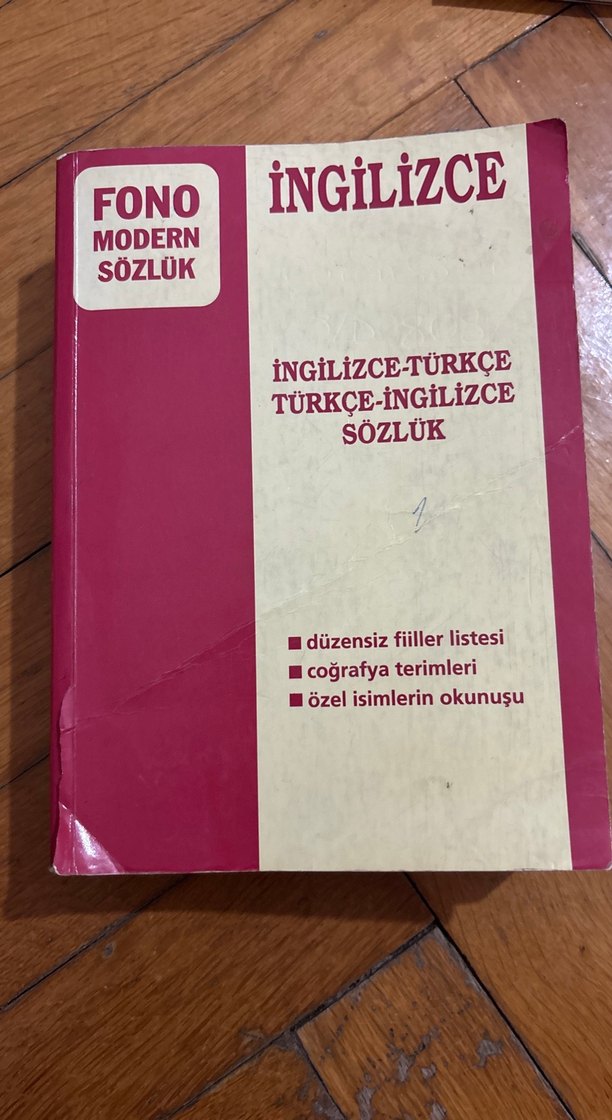 FONO
MODERN
SÖZLÜK
İNGİLİZCE
İNGİLİZCE-TÜRKÇE
TÜRKÇE-İNGİLİZCE
SÖZLÜK
1
düzensiz fiiller listesi
coğrafya terimleri
özel isimlerin okunuşu